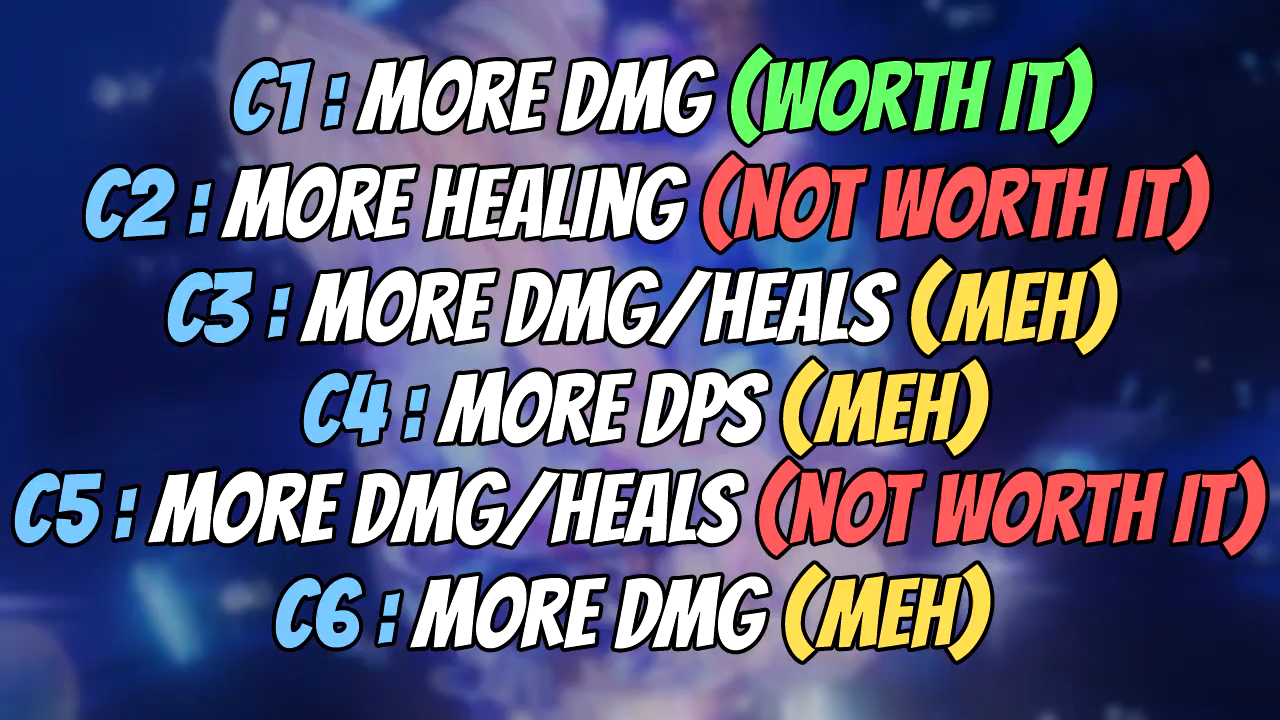 C1 : MORE DMG (WORTH IT)
C2 : MORE HEALING (NOT WORTH IT)
C3 : MORE DMG/HEALS (MEH)
C4 : MORE DPS (MEH)
C5 : MORE DMG/HEALS (NOT WORTH IT)
C6 : MORE DMG (MEH)